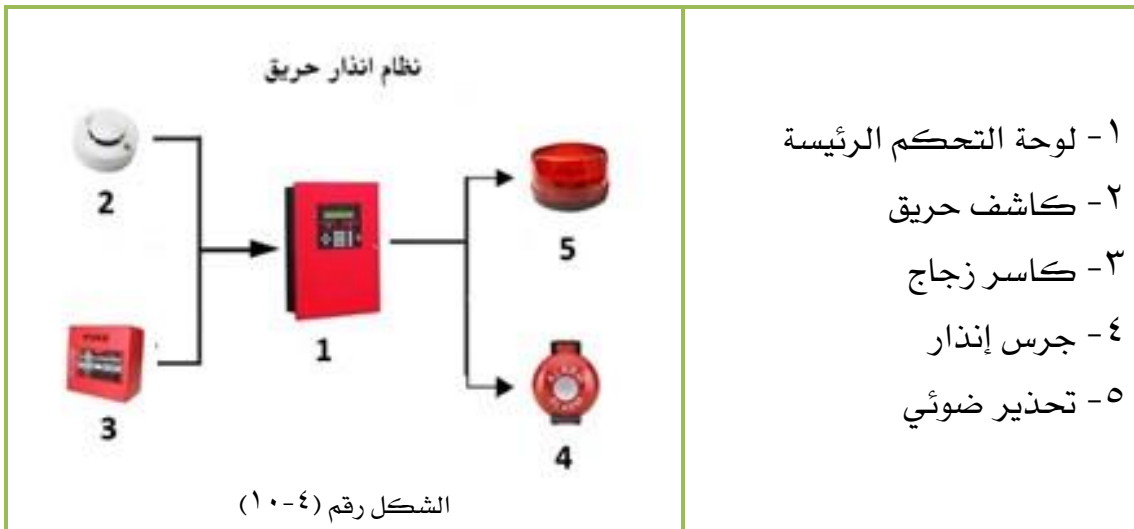 نظام انذار حريق
2
3
1
5
4
الشكل رقم (٤-١٠)
١- لوحة التحكم الرئيسة
٢- كاشف حريق
٣- كاسر زجاج
٤- جرس إنذار
٥- تحذير ضوئي